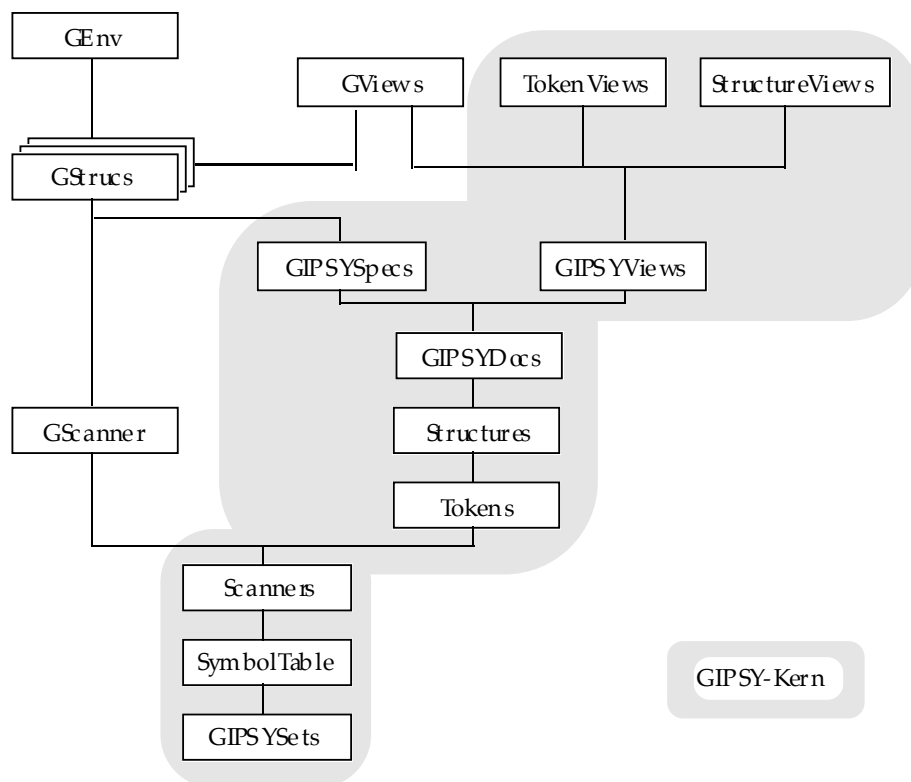 GEnv
GViews
TokenViews
StructureViews
GStrucs
GIPSYSpecs
GIPSYViews
GIPSYDocs
GScanner
Structures
Tokens
Scanners
SymbolTable
GIPSY-Kern
GIPSYSets